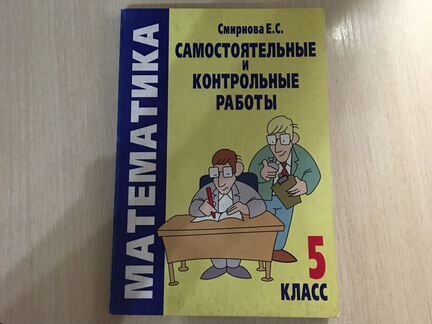 МАТЕМАТИКА
Смирнова Е.С.
САМОСТОЯТЕЛЬНЫЕ
И
КОНТРОЛЬНЫЕ
РАБОТЫ
5
КЛАСС